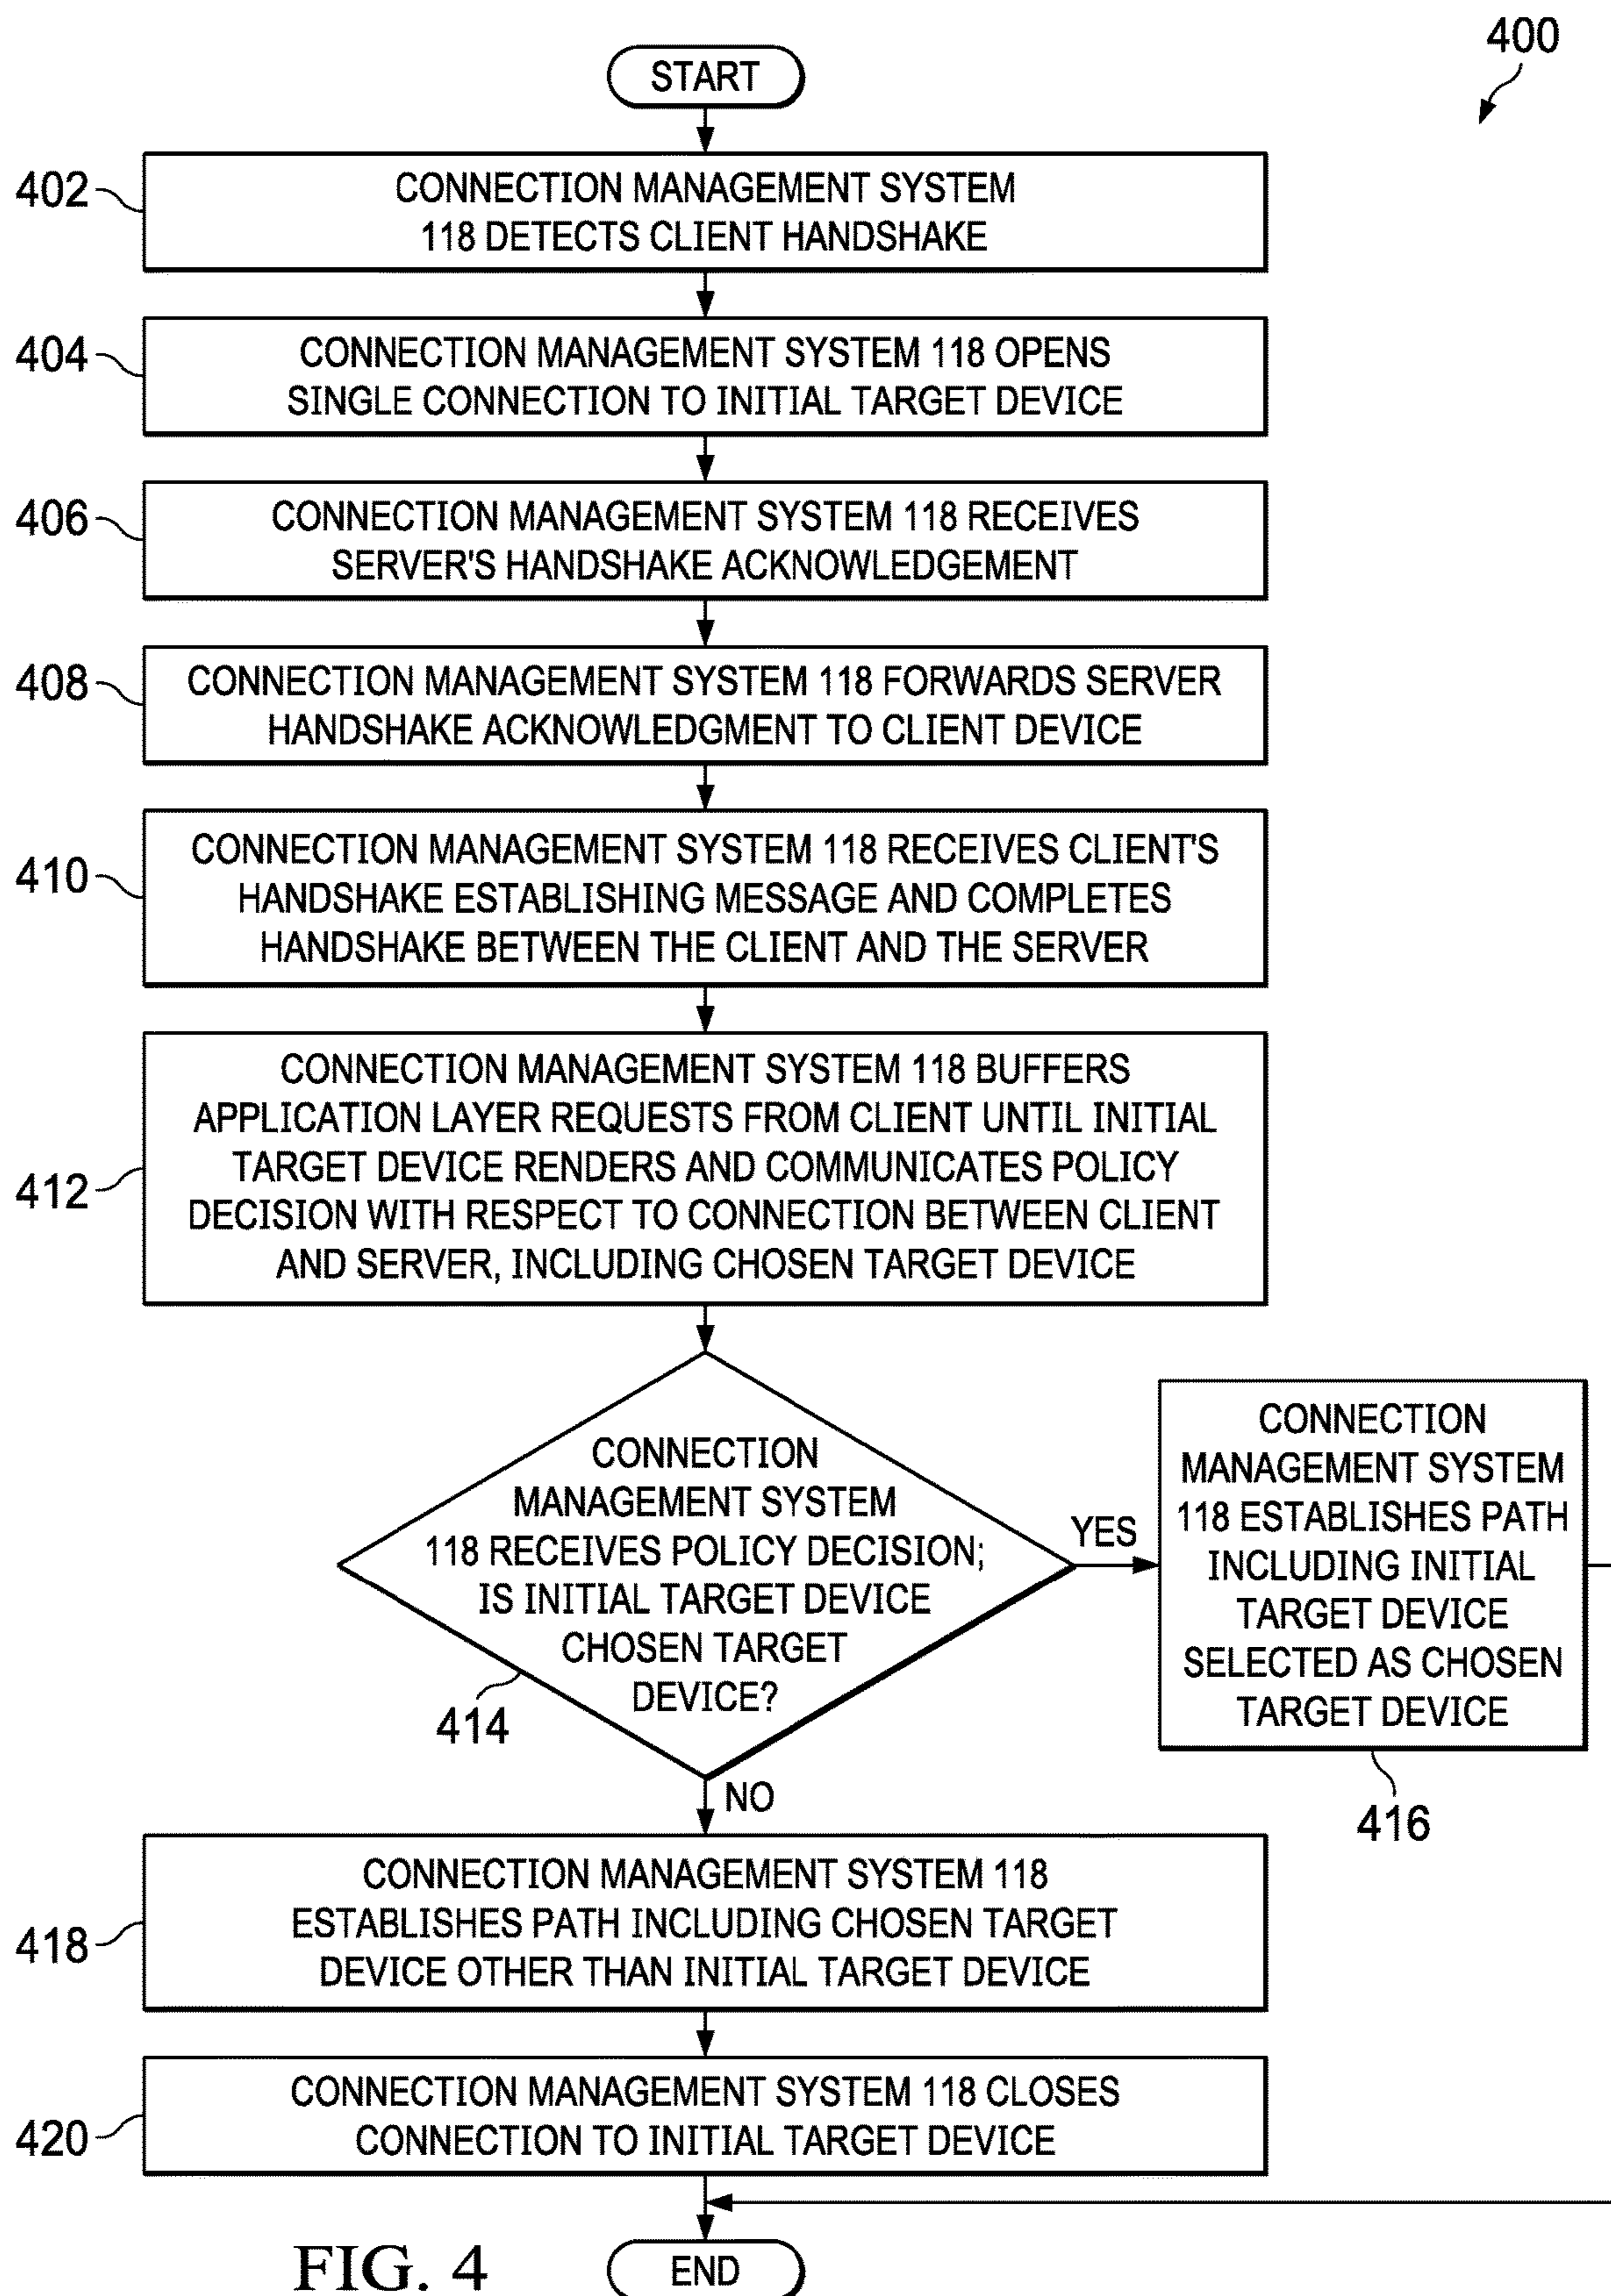 400
START
402
CONNECTION MANAGEMENT SYSTEM
118 DETECTS CLIENT HANDSHAKE
404
CONNECTION MANAGEMENT SYSTEM 118 OPENS
SINGLE CONNECTION TO INITIAL TARGET DEVICE
406
CONNECTION MANAGEMENT SYSTEM 118 RECEIVES
SERVER'S HANDSHAKE ACKNOWLEDGEMENT
408
CONNECTION MANAGEMENT SYSTEM 118 FORWARDS SERVER
HANDSHAKE ACKNOWLEDGMENT TO CLIENT DEVICE
410
CONNECTION MANAGEMENT SYSTEM 118 RECEIVES CLIENT'S
HANDSHAKE ESTABLISHING MESSAGE AND COMPLETES
HANDSHAKE BETWEEN THE CLIENT AND THE SERVER
412
CONNECTION MANAGEMENT SYSTEM 118 BUFFERS
APPLICATION LAYER REQUESTS FROM CLIENT UNTIL INITIAL
TARGET DEVICE RENDERS AND COMMUNICATES POLICY
DECISION WITH RESPECT TO CONNECTION BETWEEN CLIENT
AND SERVER, INCLUDING CHOSEN TARGET DEVICE
CONNECTION
MANAGEMENT SYSTEM
118 RECEIVES POLICY DECISION;
IS INITIAL TARGET DEVICE
CHOSEN TARGET
DEVICE?
414
YES
CONNECTION
MANAGEMENT SYSTEM
118 ESTABLISHES PATH
INCLUDING INITIAL
TARGET DEVICE
SELECTED AS CHOSEN
TARGET DEVICE
416
NO
418
CONNECTION MANAGEMENT SYSTEM 118
ESTABLISHES PATH INCLUDING CHOSEN TARGET
DEVICE OTHER THAN INITIAL TARGET DEVICE
420
CONNECTION MANAGEMENT SYSTEM 118 CLOSES
CONNECTION TO INITIAL TARGET DEVICE
END
FIG. 4